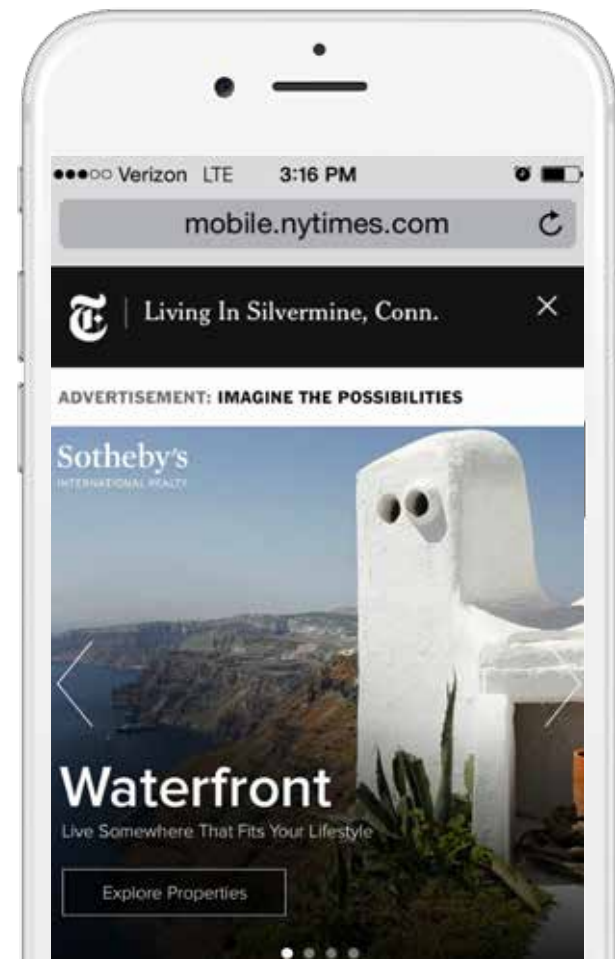 Verizon LTE 3:16 PM
mobile.nytimes.com
T | Living In Silvermine, Conn. ×
ADVERTISEMENT: IMAGINE THE POSSIBILITIES
Sotheby's
INTERNATIONAL REALTY
Waterfront
Live Somewhere That Fits Your Lifestyle
Explore Properties